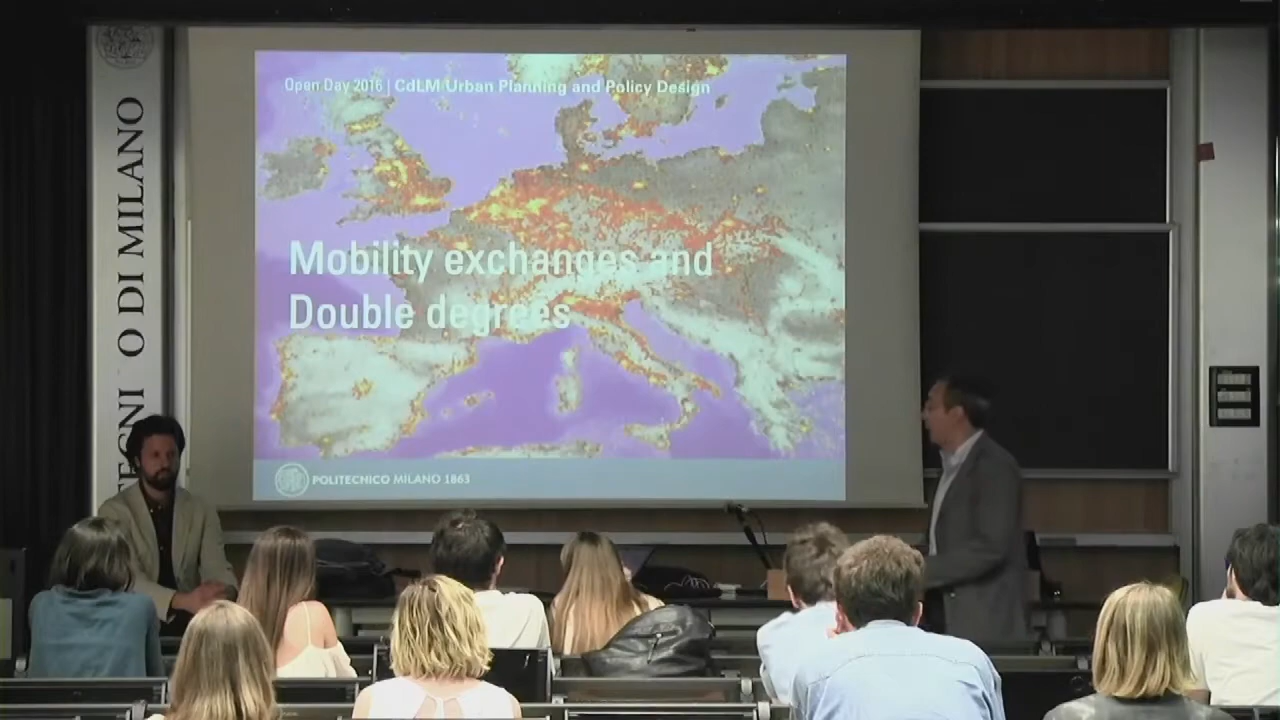 Open Day 2016 | CdLM Urban Planning and Policy Design
Mobility exchanges and
Double degrees
POLITECNICO MILANO 1863
O DI MILANO
TEGNI